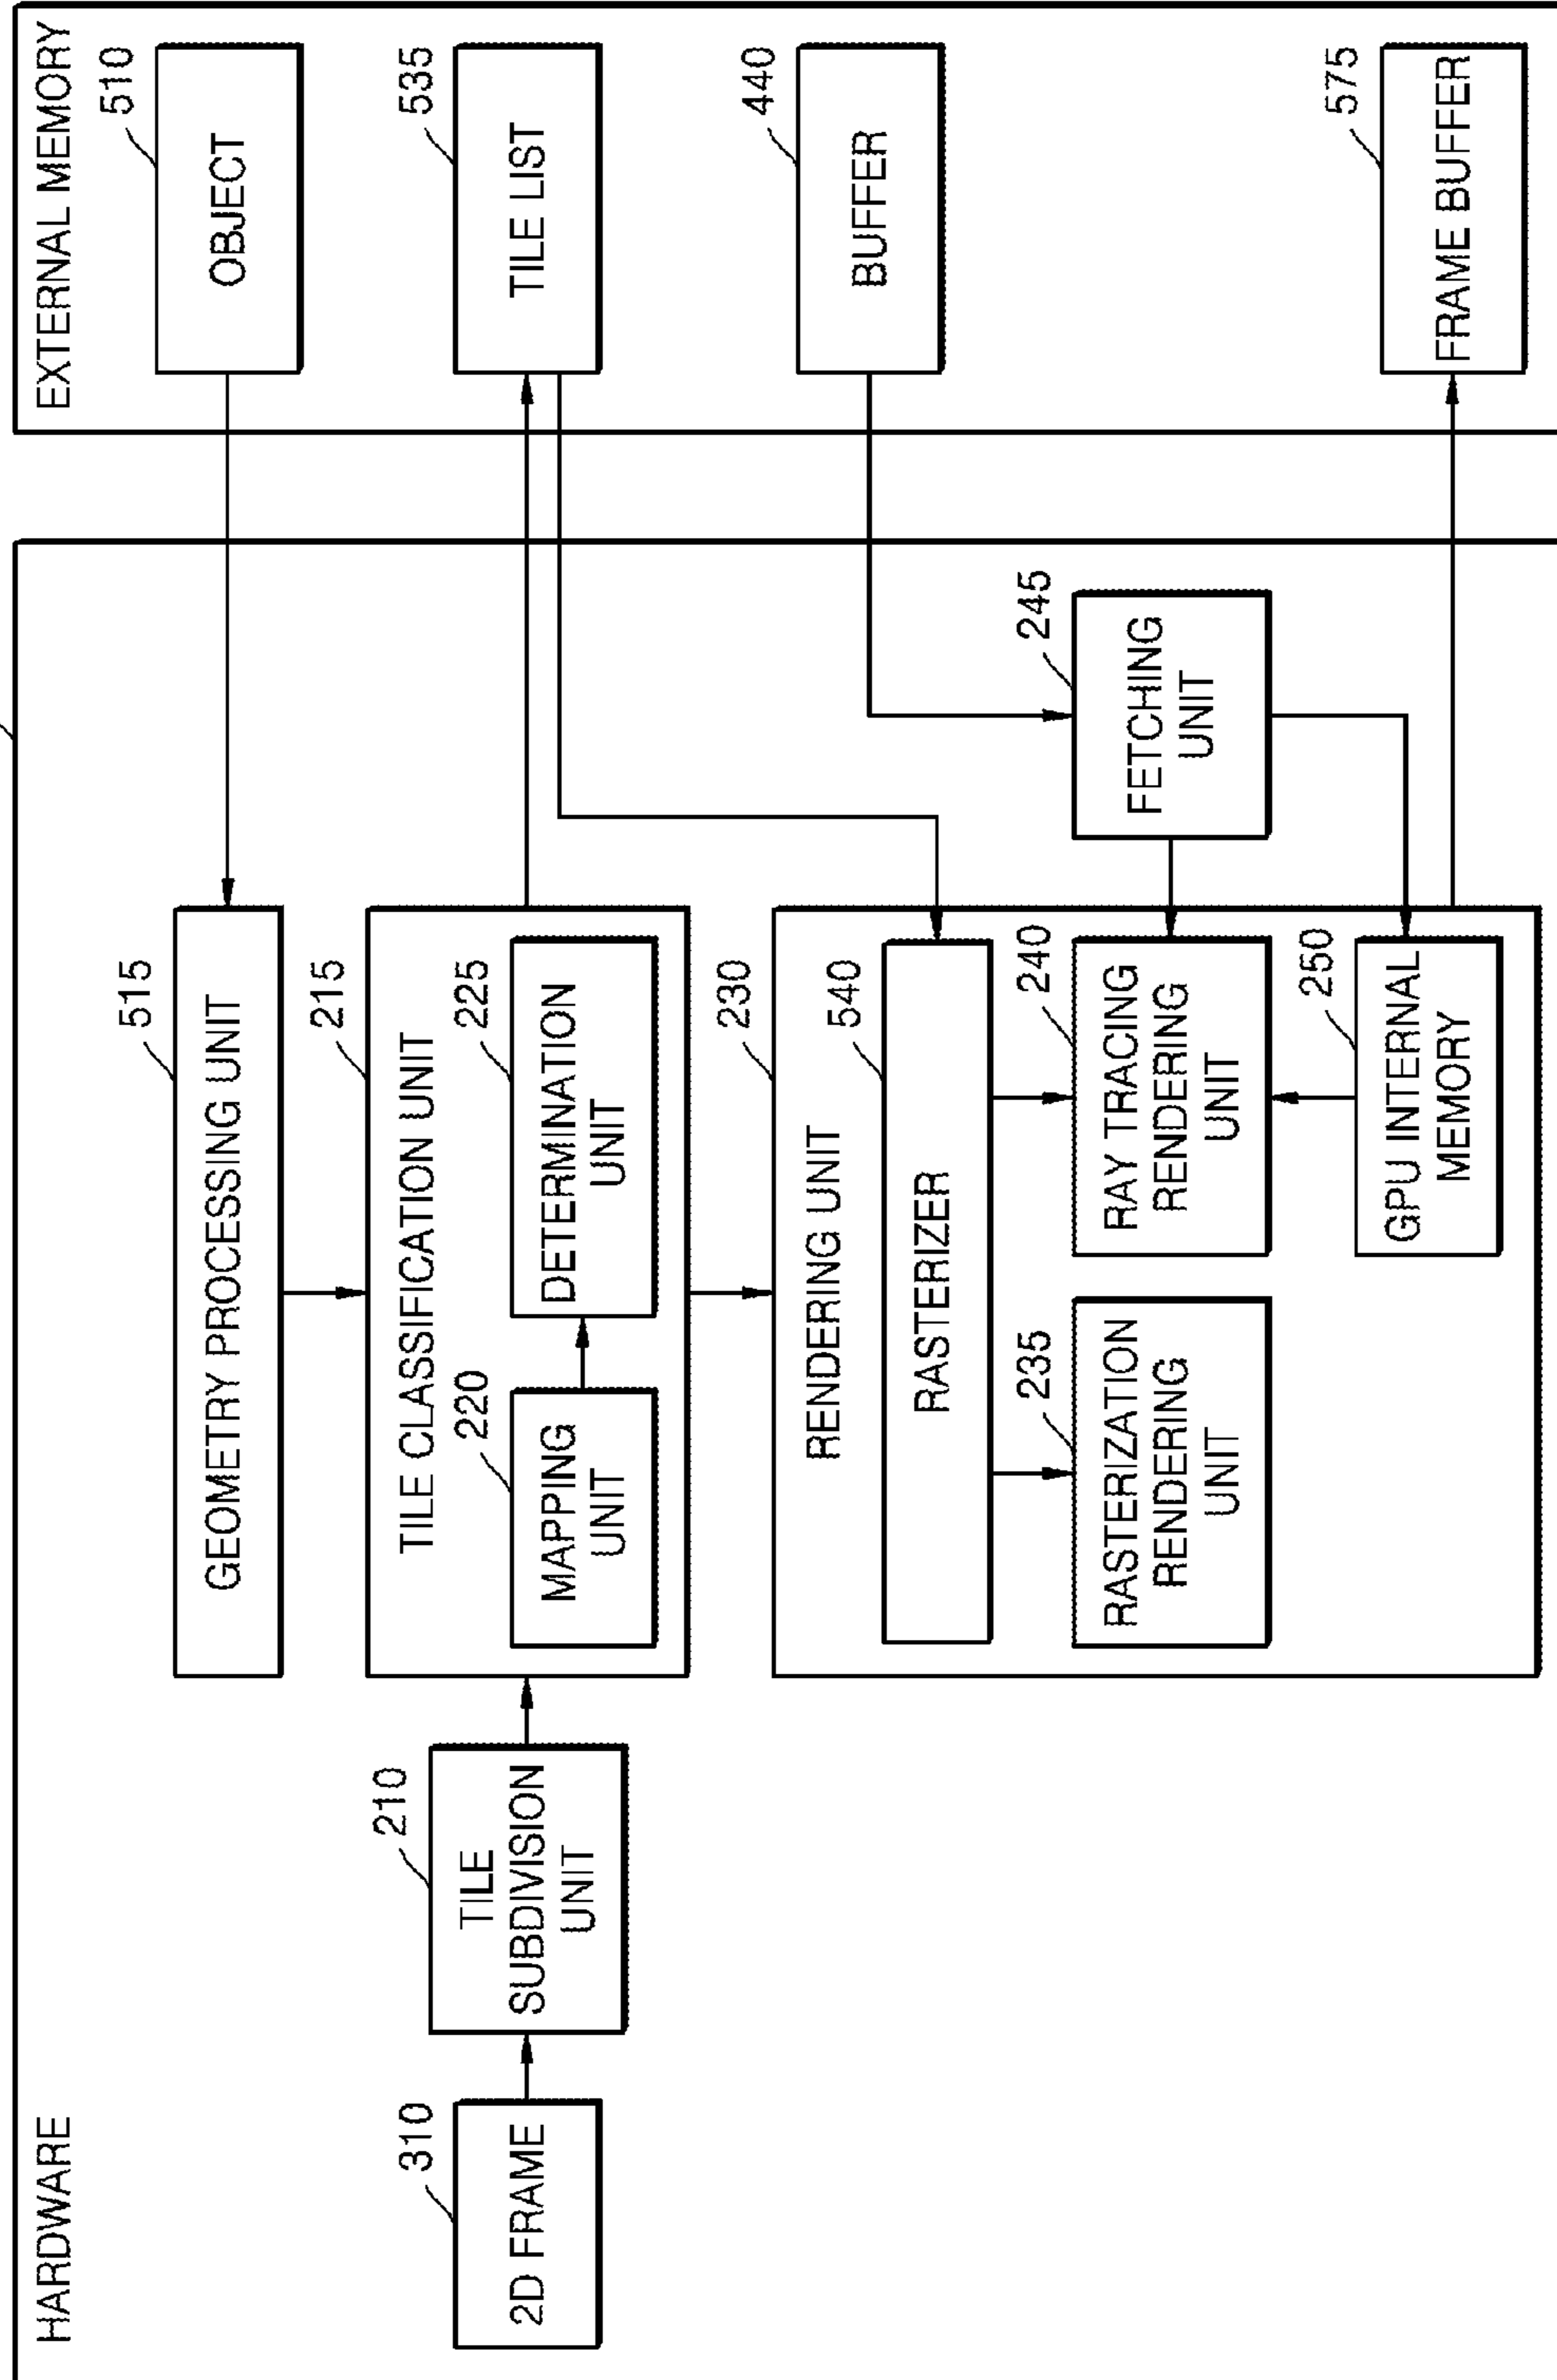 HARDWARE
2D FRAME
310
TILE
SUBDIVISION
UNIT
210
GEOMETRY PROCESSING UNIT
515
TILE CLASSIFICATION UNIT
215
MAPPING
UNIT
220
DETERMINATION
UNIT
225
RENDERING UNIT
230
RASTERIZER
540
RASTERIZATION
RENDERING
UNIT
235
RAY TRACING
RENDERING
UNIT
240
GPU INTERNAL
MEMORY
250
FETCHING
UNIT
245
EXTERNAL MEMORY
OBJECT
510
TILE LIST
535
BUFFER
440
FRAME BUFFER
575